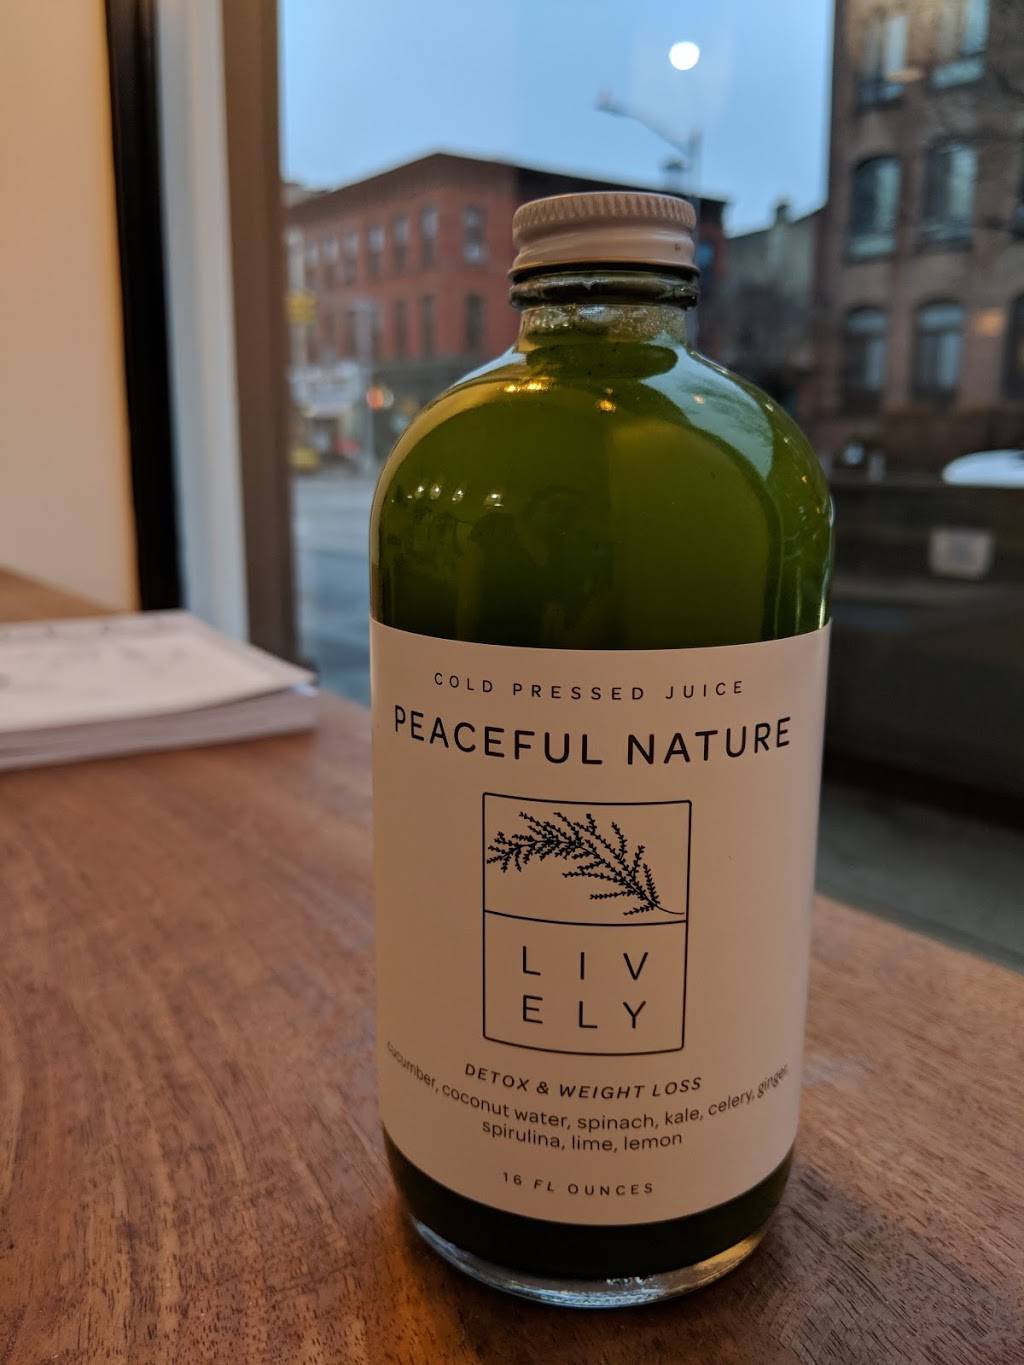 COLD PRESSED JUICE
PEACEFUL NATURE
LIV
ELY
DETOX & WEIGHT LOSS
cucumber, coconut water, spinach, kale, celery, ginger,
spirulina, lime, lemon
16 FL OUNCES